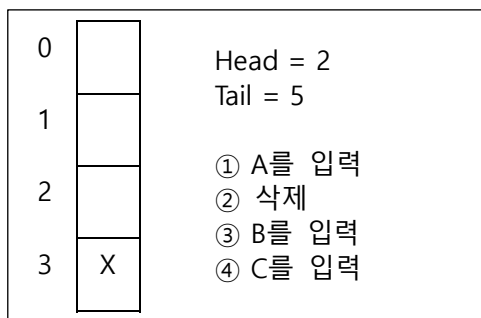 0
Head = 2
Tail = 5
1
① A를 입력
2
② 삭제
③ B를 입력
3 X
④ C를 입력